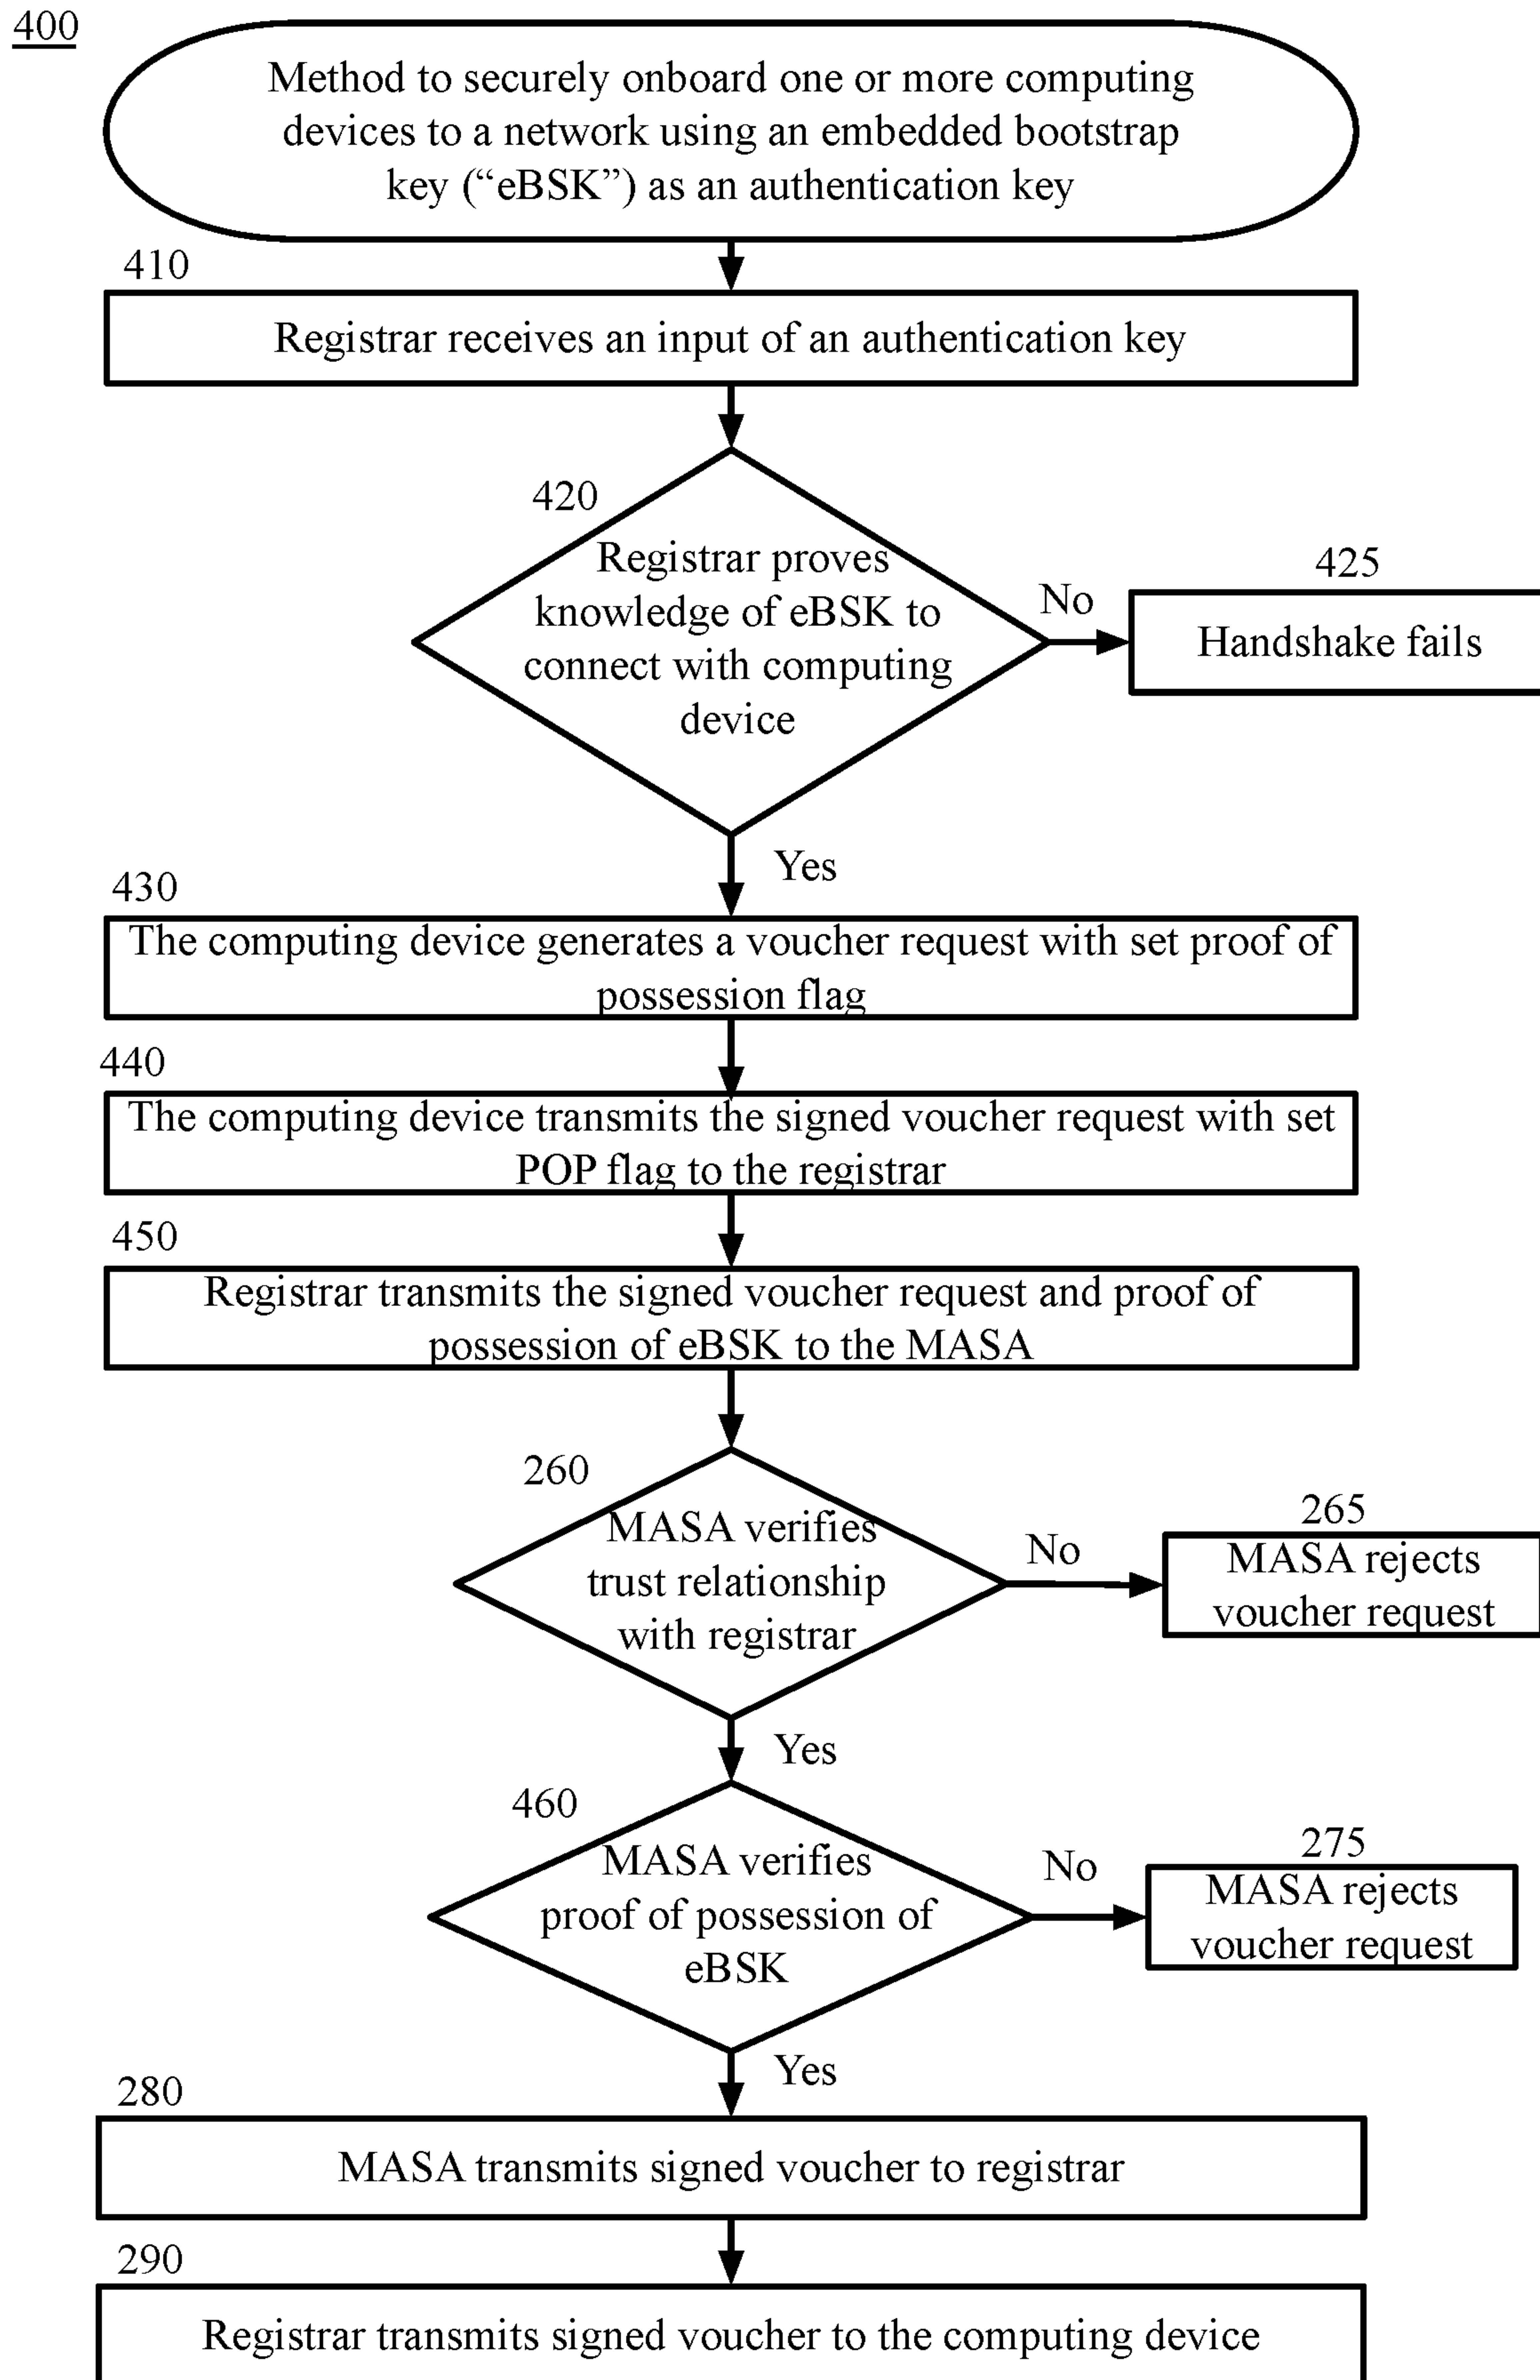 400
Method to securely onboard one or more computing
devices to a network using an embedded bootstrap
key (“eBSK”) as an authentication key
410
Registrar receives an input of an authentication key
420
Registrar proves
knowledge of eBSK to
connect with computing
device
No
425
Handshake fails
Yes
430
The computing device generates a voucher request with set proof of
possession flag
440
The computing device transmits the signed voucher request with set
POP flag to the registrar
450
Registrar transmits the signed voucher request and proof of
possession of eBSK to the MASA
260
MASA verifies
trust relationship
with registrar
No
265
MASA rejects
voucher request
Yes
460
MASA verifies
proof of possession of
eBSK
No
275
MASA rejects
voucher request
Yes
280
MASA transmits signed voucher to registrar
290
Registrar transmits signed voucher to the computing device